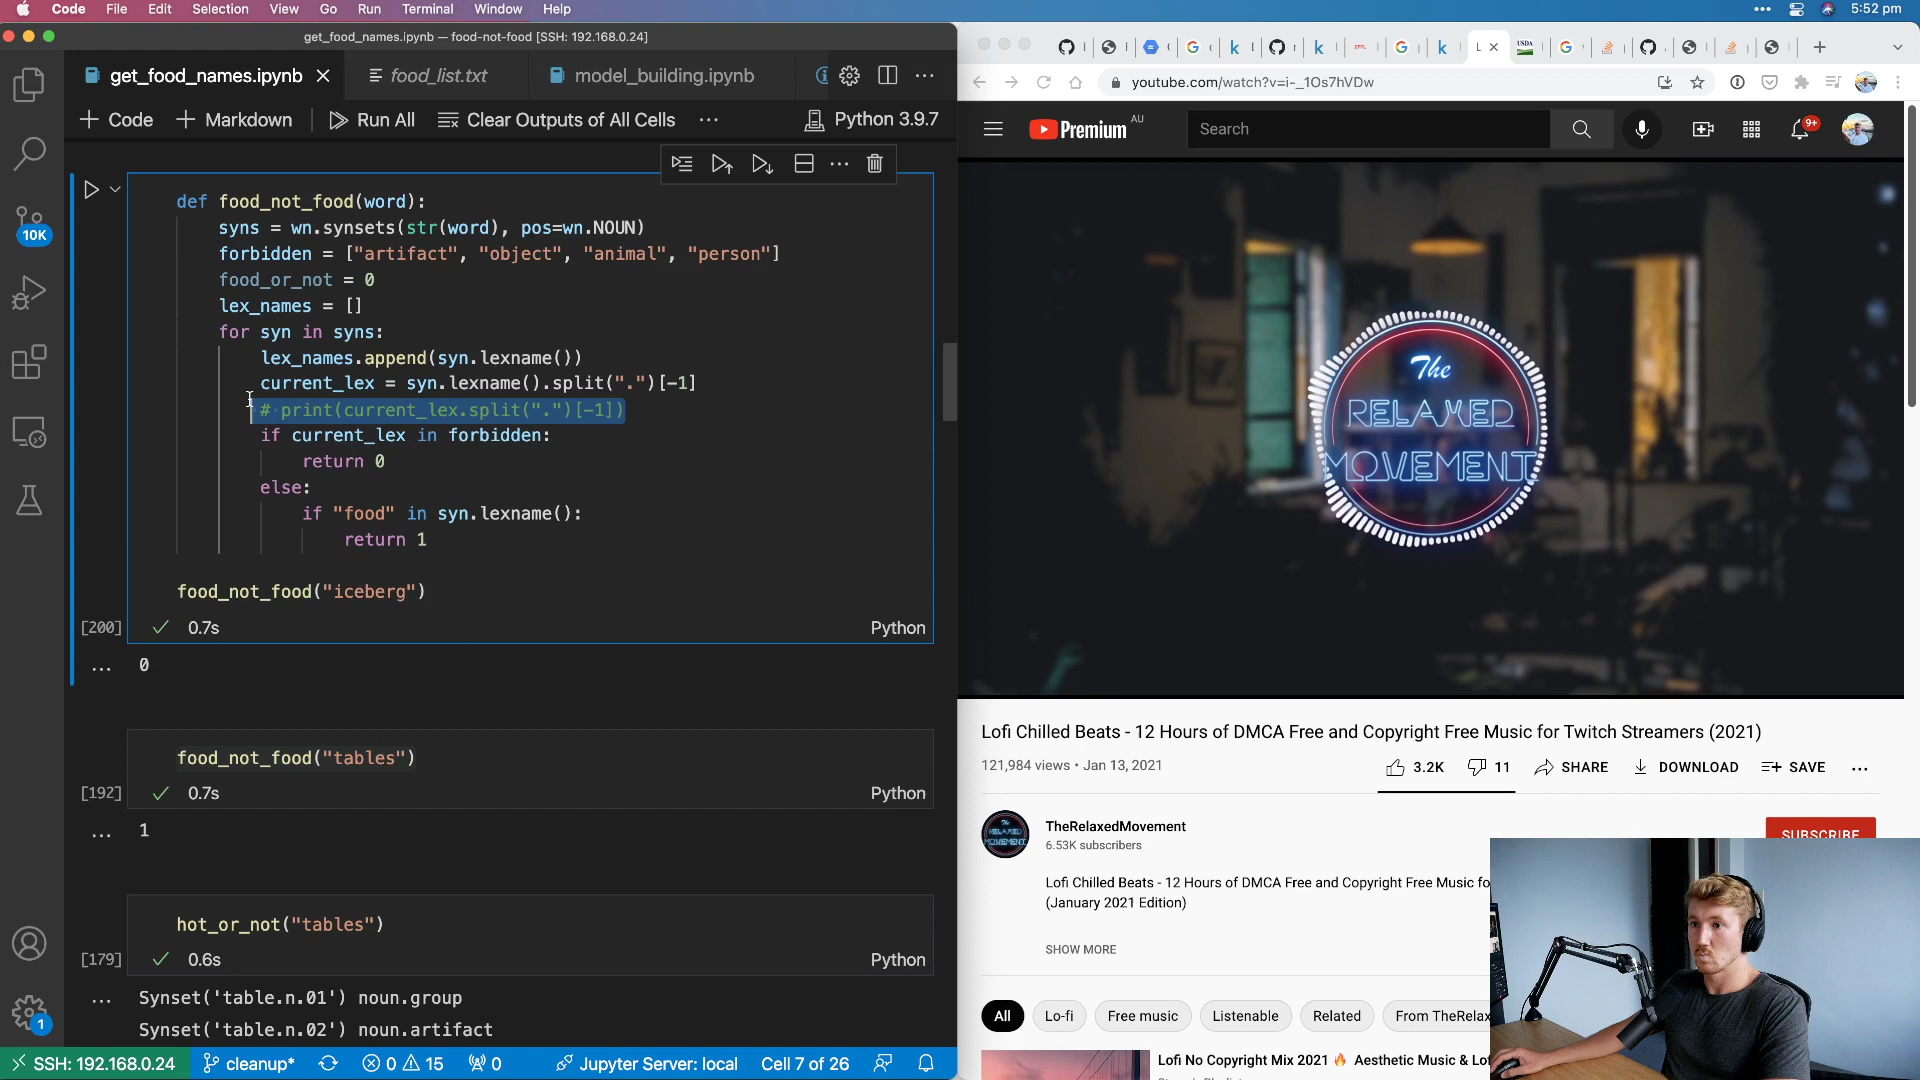 Code File Edit Selection View Go Run Terminal Window Help 5:52 pm
get_food_names.ipynb — food-not-food [SSH: 192.168.0.24]
get_food_names.ipynb food_list.txt model_building.ipynb
Code Markdown Run All Clear Outputs of All Cells Python 3.9.7
def food_not_food(word):
syns = wn.synsets(str(word), pos=wn.NOUN)
forbidden = ["artifact", "object", "animal", "person"]
food_or_not = 0
lex_names = []
for syn in syns:
lex_names.append(syn.lexname())
current_lex = syn.lexname().split(".")[-1]
# print(current_lex.split(".")[-1])
if current_lex in forbidden:
return 0
else:
if "food" in syn.lexname():
return 1
food_not_food("iceberg")
[200] 0.7s Python
0
food_not_food("tables")
[192] 0.7s Python
1
hot_or_not("tables")
[179] 0.6s Python
Synset('table.n.01') noun.group
Synset('table.n.02') noun.artifact
10K
1
SSH: 192.168.0.24 cleanup* 0 15 0 Jupyter Server: local Cell 7 of 26
youtube.com/watch?v=i-_1Os7hVDw
Premium AU Search 9+
The
RELAXED
MOVEMENT
Lofi Chilled Beats - 12 Hours of DMCA Free and Copyright Free Music for Twitch Streamers (2021)
121,984 views • Jan 13, 2021 3.2K 11 SHARE DOWNLOAD SAVE
TheRelaxedMovement
6.53K subscribers
SUBSCRIBE
Lofi Chilled Beats - 12 Hours of DMCA Free and Copyright Free Music fo
(January 2021 Edition)
SHOW MORE
All Lo-fi Free music Listenable Related From TheRelax
Lofi No Copyright Mix 2021 🔥 Aesthetic Music & Lof